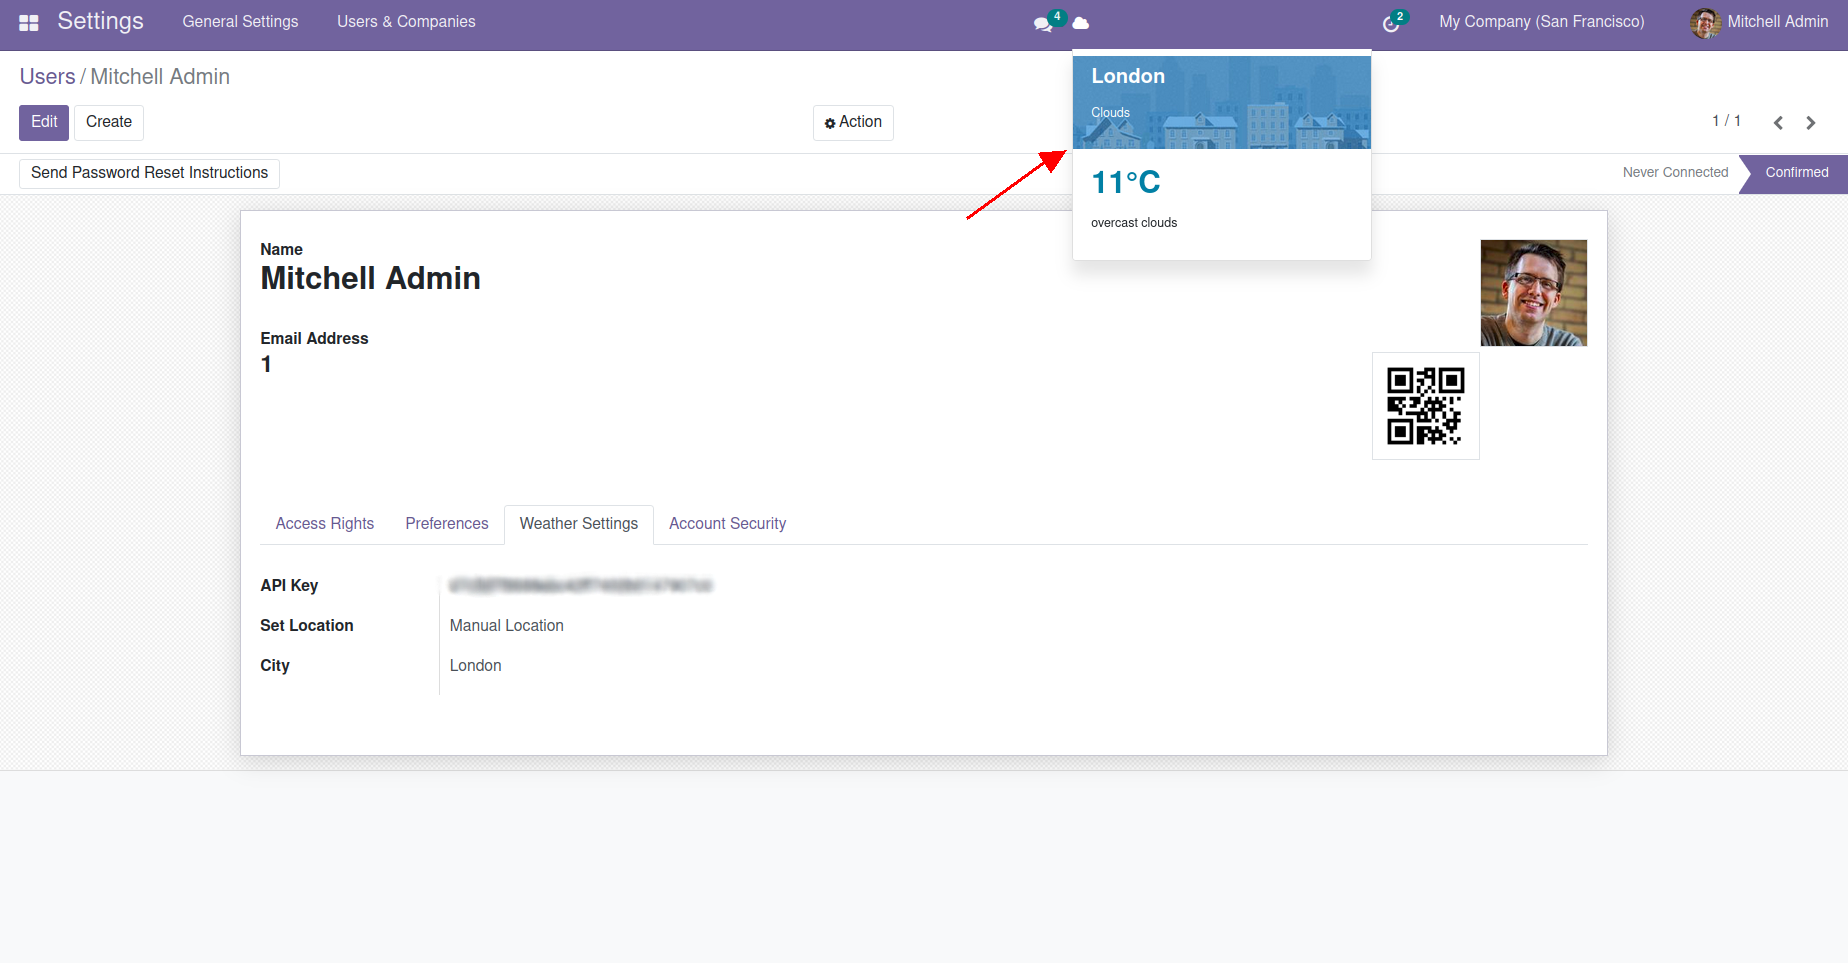 Settings General Settings Users & Companies 4 2 My Company (San Francisco) Mitchell Admin
Users / Mitchell Admin
Edit Create Action 1 / 1
Send Password Reset Instructions Never Connected Confirmed
London
Clouds
11°C
overcast clouds
Name
Mitchell Admin
Email Address
1
Access Rights Preferences Weather Settings Account Security
API Key
Set Location Manual Location
City London